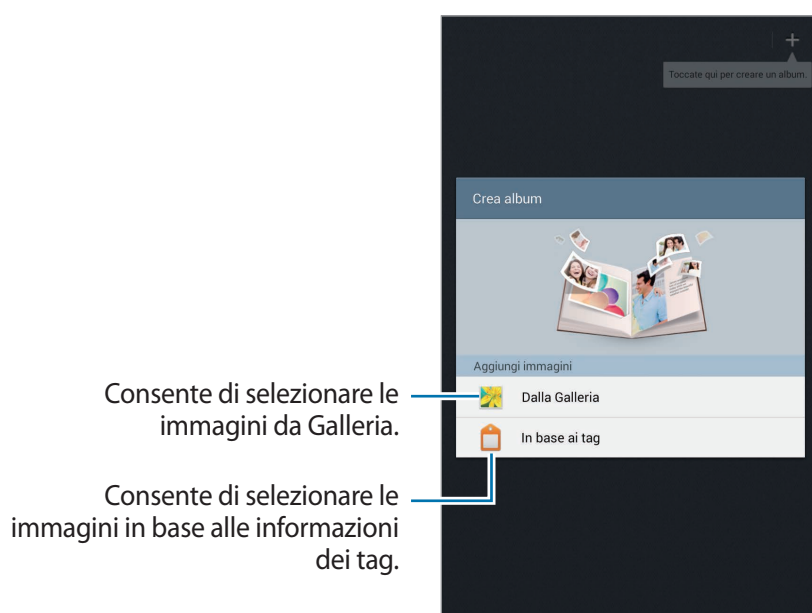 Toccate qui per creare un album.
Crea album
Aggiungi immagini
Dalla Galleria
In base ai tag
Consente di selezionare le
immagini da Galleria.
Consente di selezionare le
immagini in base alle informazioni
dei tag.